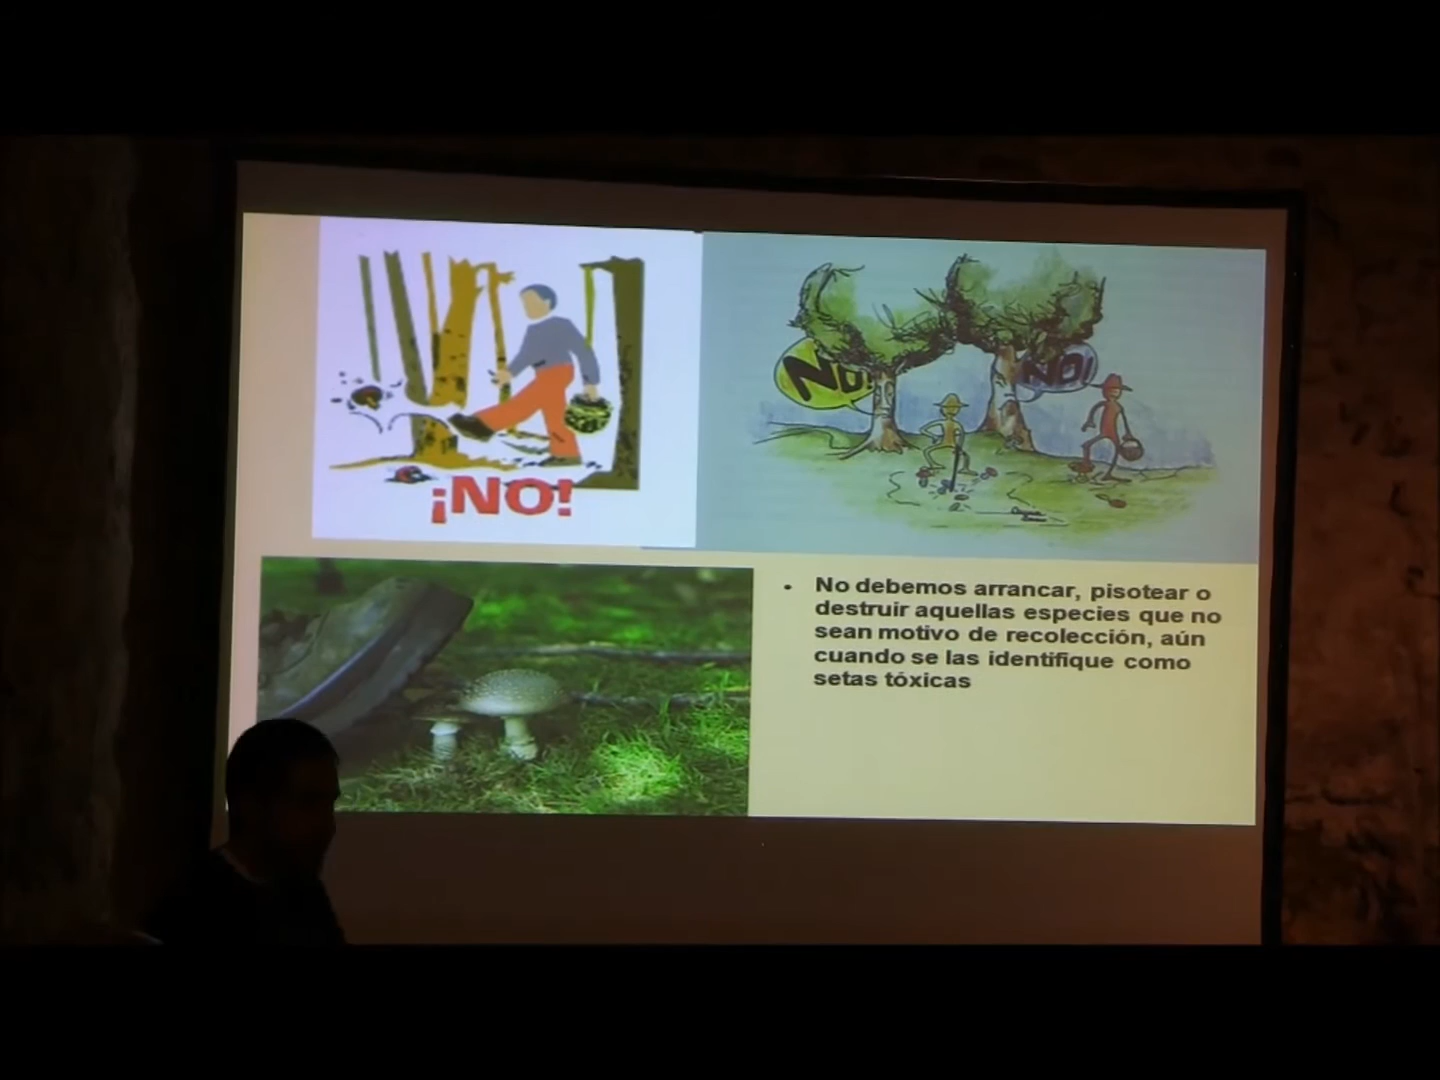 ¡NO!
NO!
NO!
• No debemos arrancar, pisotear o
destruir aquellas especies que no
sean motivo de recolección, aún
cuando se las identifique como
setas tóxicas